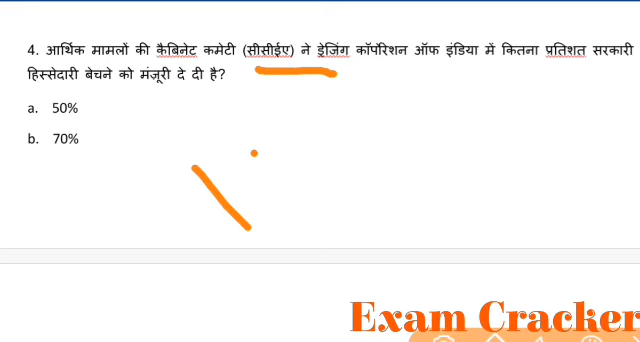 4. आर्थिक मामलों की कैबिनेट कमेटी (सीसीईए) ने ड्रेजिंग कॉर्पोरेशन ऑफ इंडिया में कितना प्रतिशत सरकारी
हिस्सेदारी बेचने को मंजूरी दे दी है?
a. 50%
b. 70%
Exam Cracker